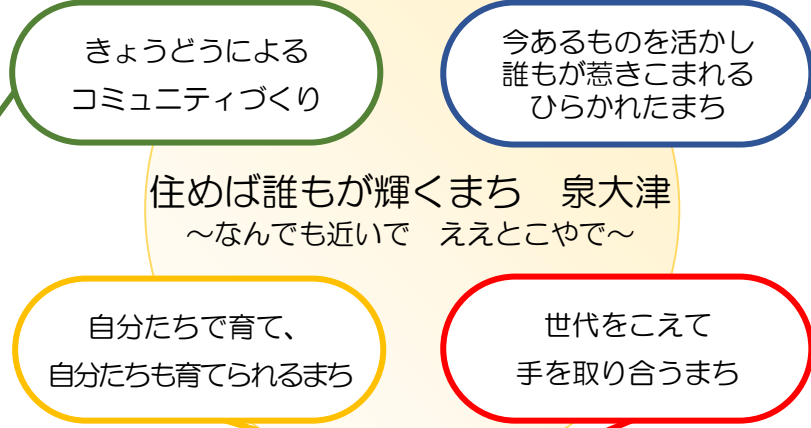 きょうどうによる
コミュニティづくり
今あるものを活かし
誰もが惹きこまれる
ひらかれたまち
住めば誰もが輝くまち　泉大津
～なんでも近いで　ええとこやで～
自分たちで育て、
自分たちも育てられるまち
世代をこえて
手を取り合うまち